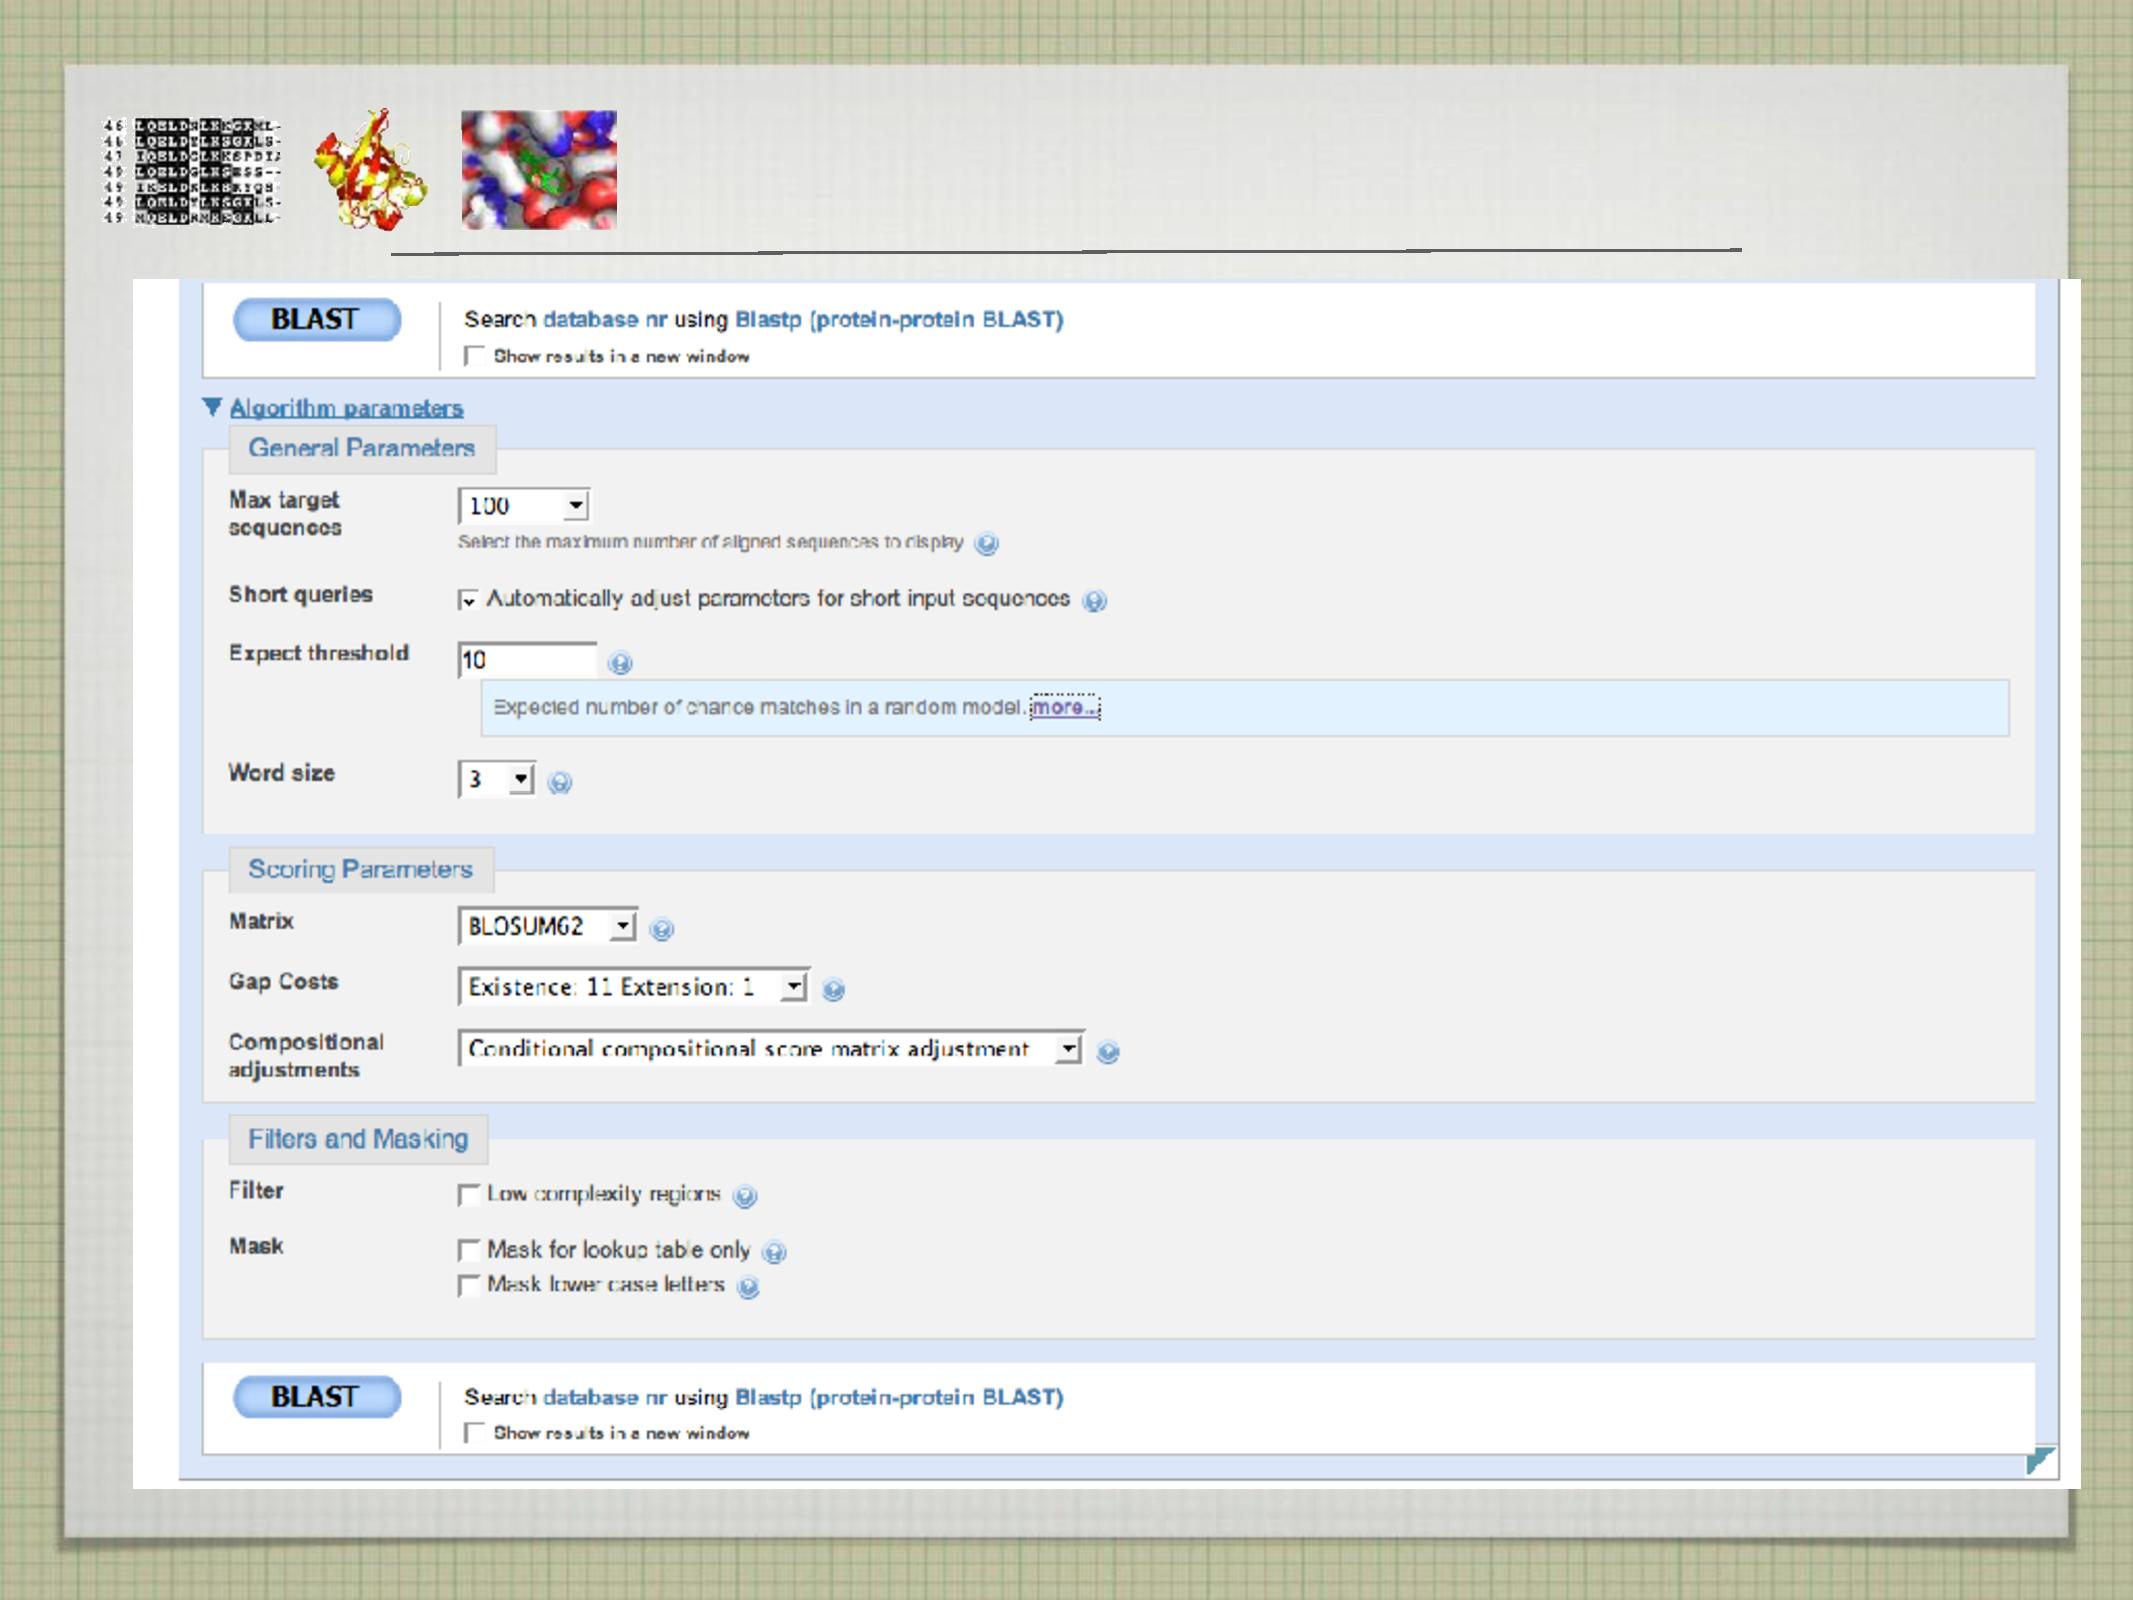 BLAST
Search database nr using Blastp (protein-protein BLAST)
Show results in a new window
Algorithm parameters
General Parameters
Max target sequences
100
Select the maximum number of aligned sequences to display
Short queries
Automatically adjust parameters for short input sequences
Expect threshold
10
Expected number of chance matches in a random model. more...
Word size
3
Scoring Parameters
Matrix
BLOSUM62
Gap Costs
Existence: 11 Extension: 1
Compositional adjustments
Conditional compositional score matrix adjustment
Filters and Masking
Filter
Low complexity regions
Mask
Mask for lookup table only
Mask lower case letters
BLAST
Search database nr using Blastp (protein-protein BLAST)
Show results in a new window